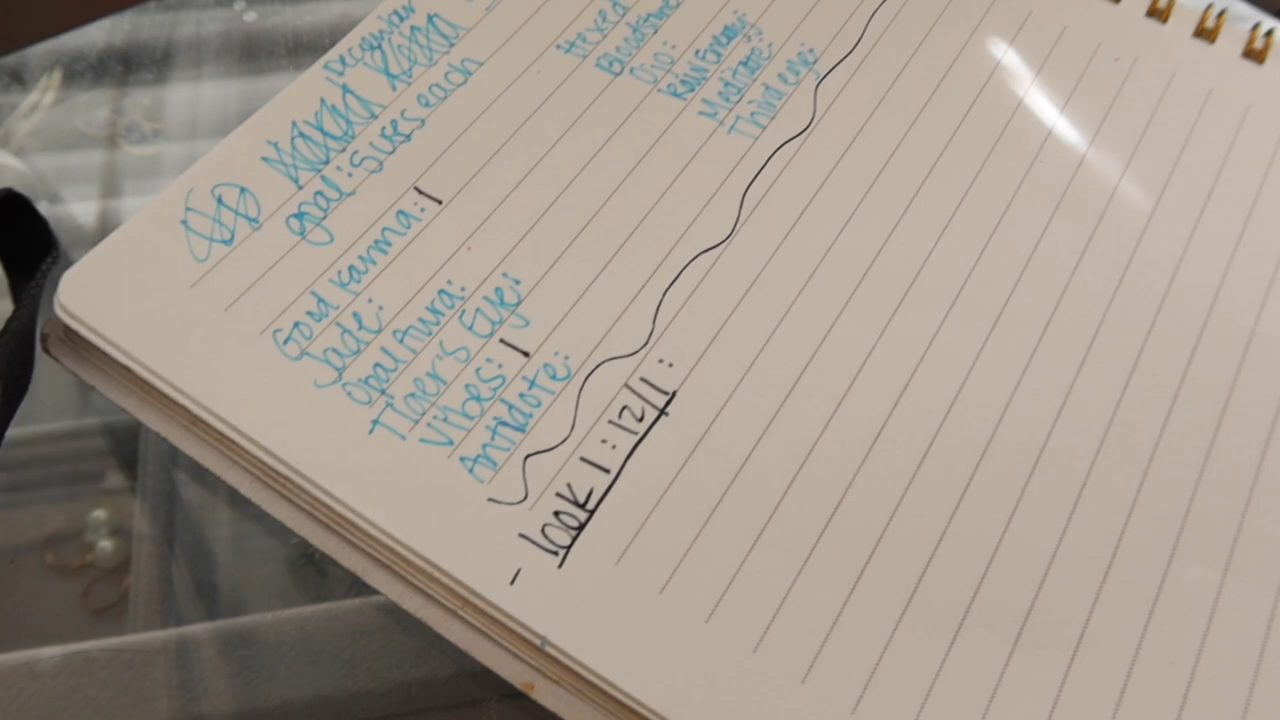 December
goal: 5 uses each
Good Karma: 1
Jade:
Opal Aura:
Tiger's Eye:
Vibes: 1
Antidote:
Hexed
Bloodstone
Ojo:
Raw Energy:
Meditate:
Third eye:
- look 1: 12/1: